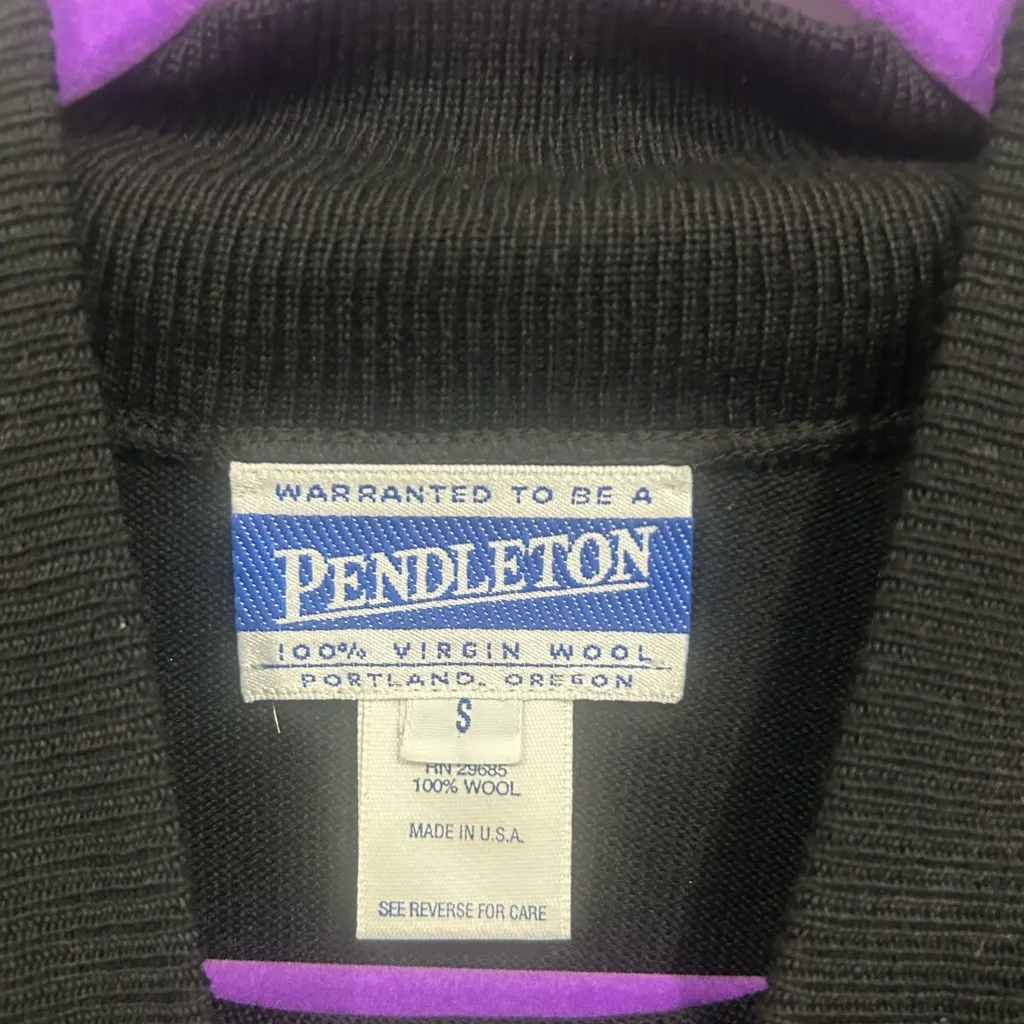 WARRANTED TO BE A
PENDLETON
100% VIRGIN WOOL
PORTLAND, OREGON
S
RN 29685
100% WOOL
MADE IN U.S.A.
SEE REVERSE FOR CARE